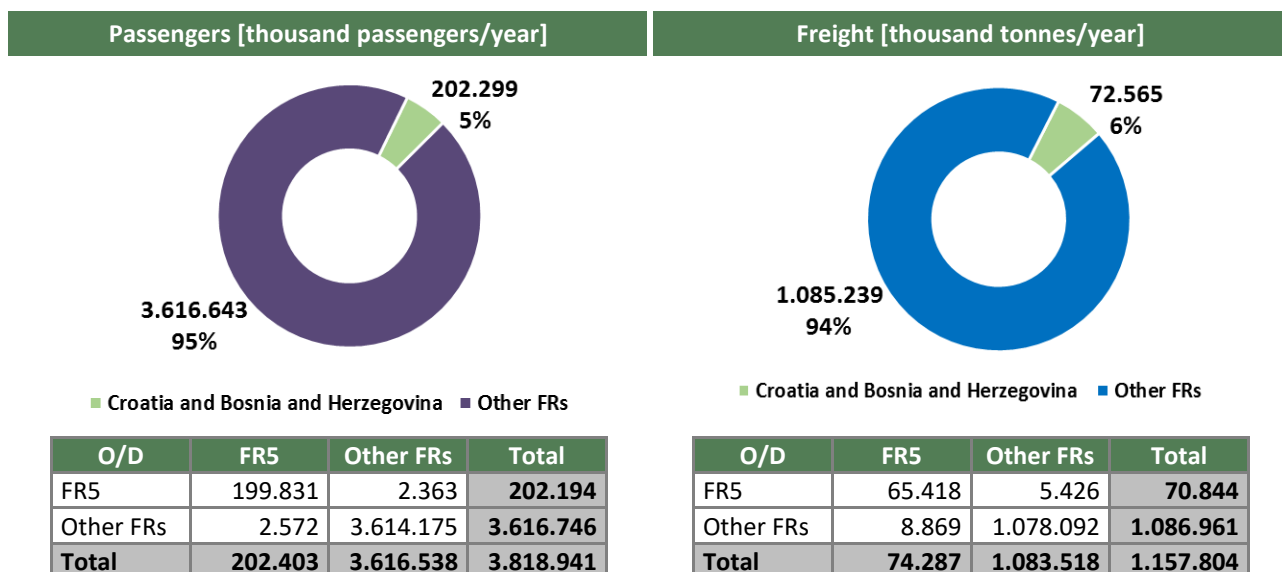 Passengers [thousand passengers/year]
202.299
5%
3.616.643
95%
Croatia and Bosnia and Herzegovina Other FRs
O/D FR5 Other FRs Total
FR5 199.831 2.363 202.194
Other FRs 2.572 3.614.175 3.616.746
Total 202.403 3.616.538 3.818.941
Freight [thousand tonnes/year]
72.565
6%
1.085.239
94%
Croatia and Bosnia and Herzegovina Other FRs
O/D FR5 Other FRs Total
FR5 65.418 5.426 70.844
Other FRs 8.869 1.078.092 1.086.961
Total 74.287 1.083.518 1.157.804